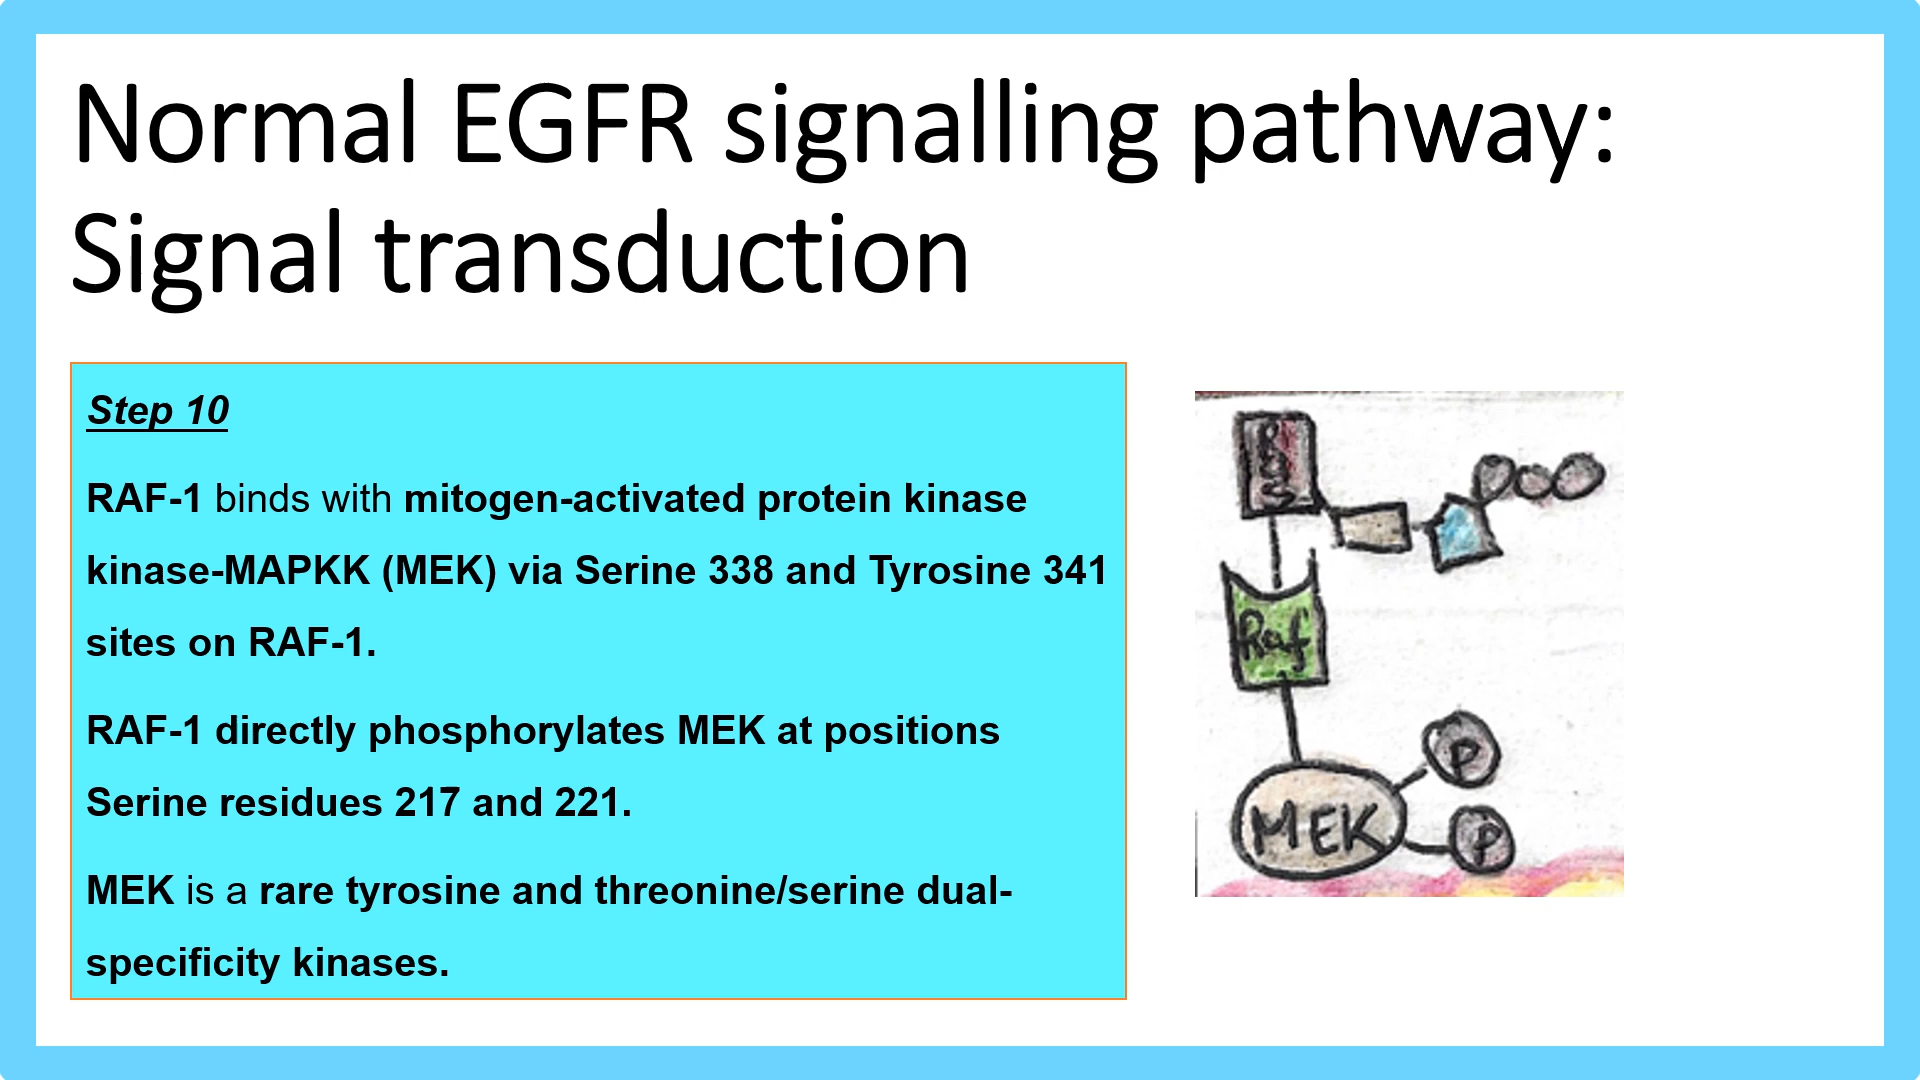 Normal EGFR signalling pathway:
Signal transduction
Step 10
RAF-1 binds with mitogen-activated protein kinase
kinase-MAPKK (MEK) via Serine 338 and Tyrosine 341
sites on RAF-1.
RAF-1 directly phosphorylates MEK at positions
Serine residues 217 and 221.
MEK is a rare tyrosine and threonine/serine dual-
specificity kinases.
Ras
Raf
P
MEK
P